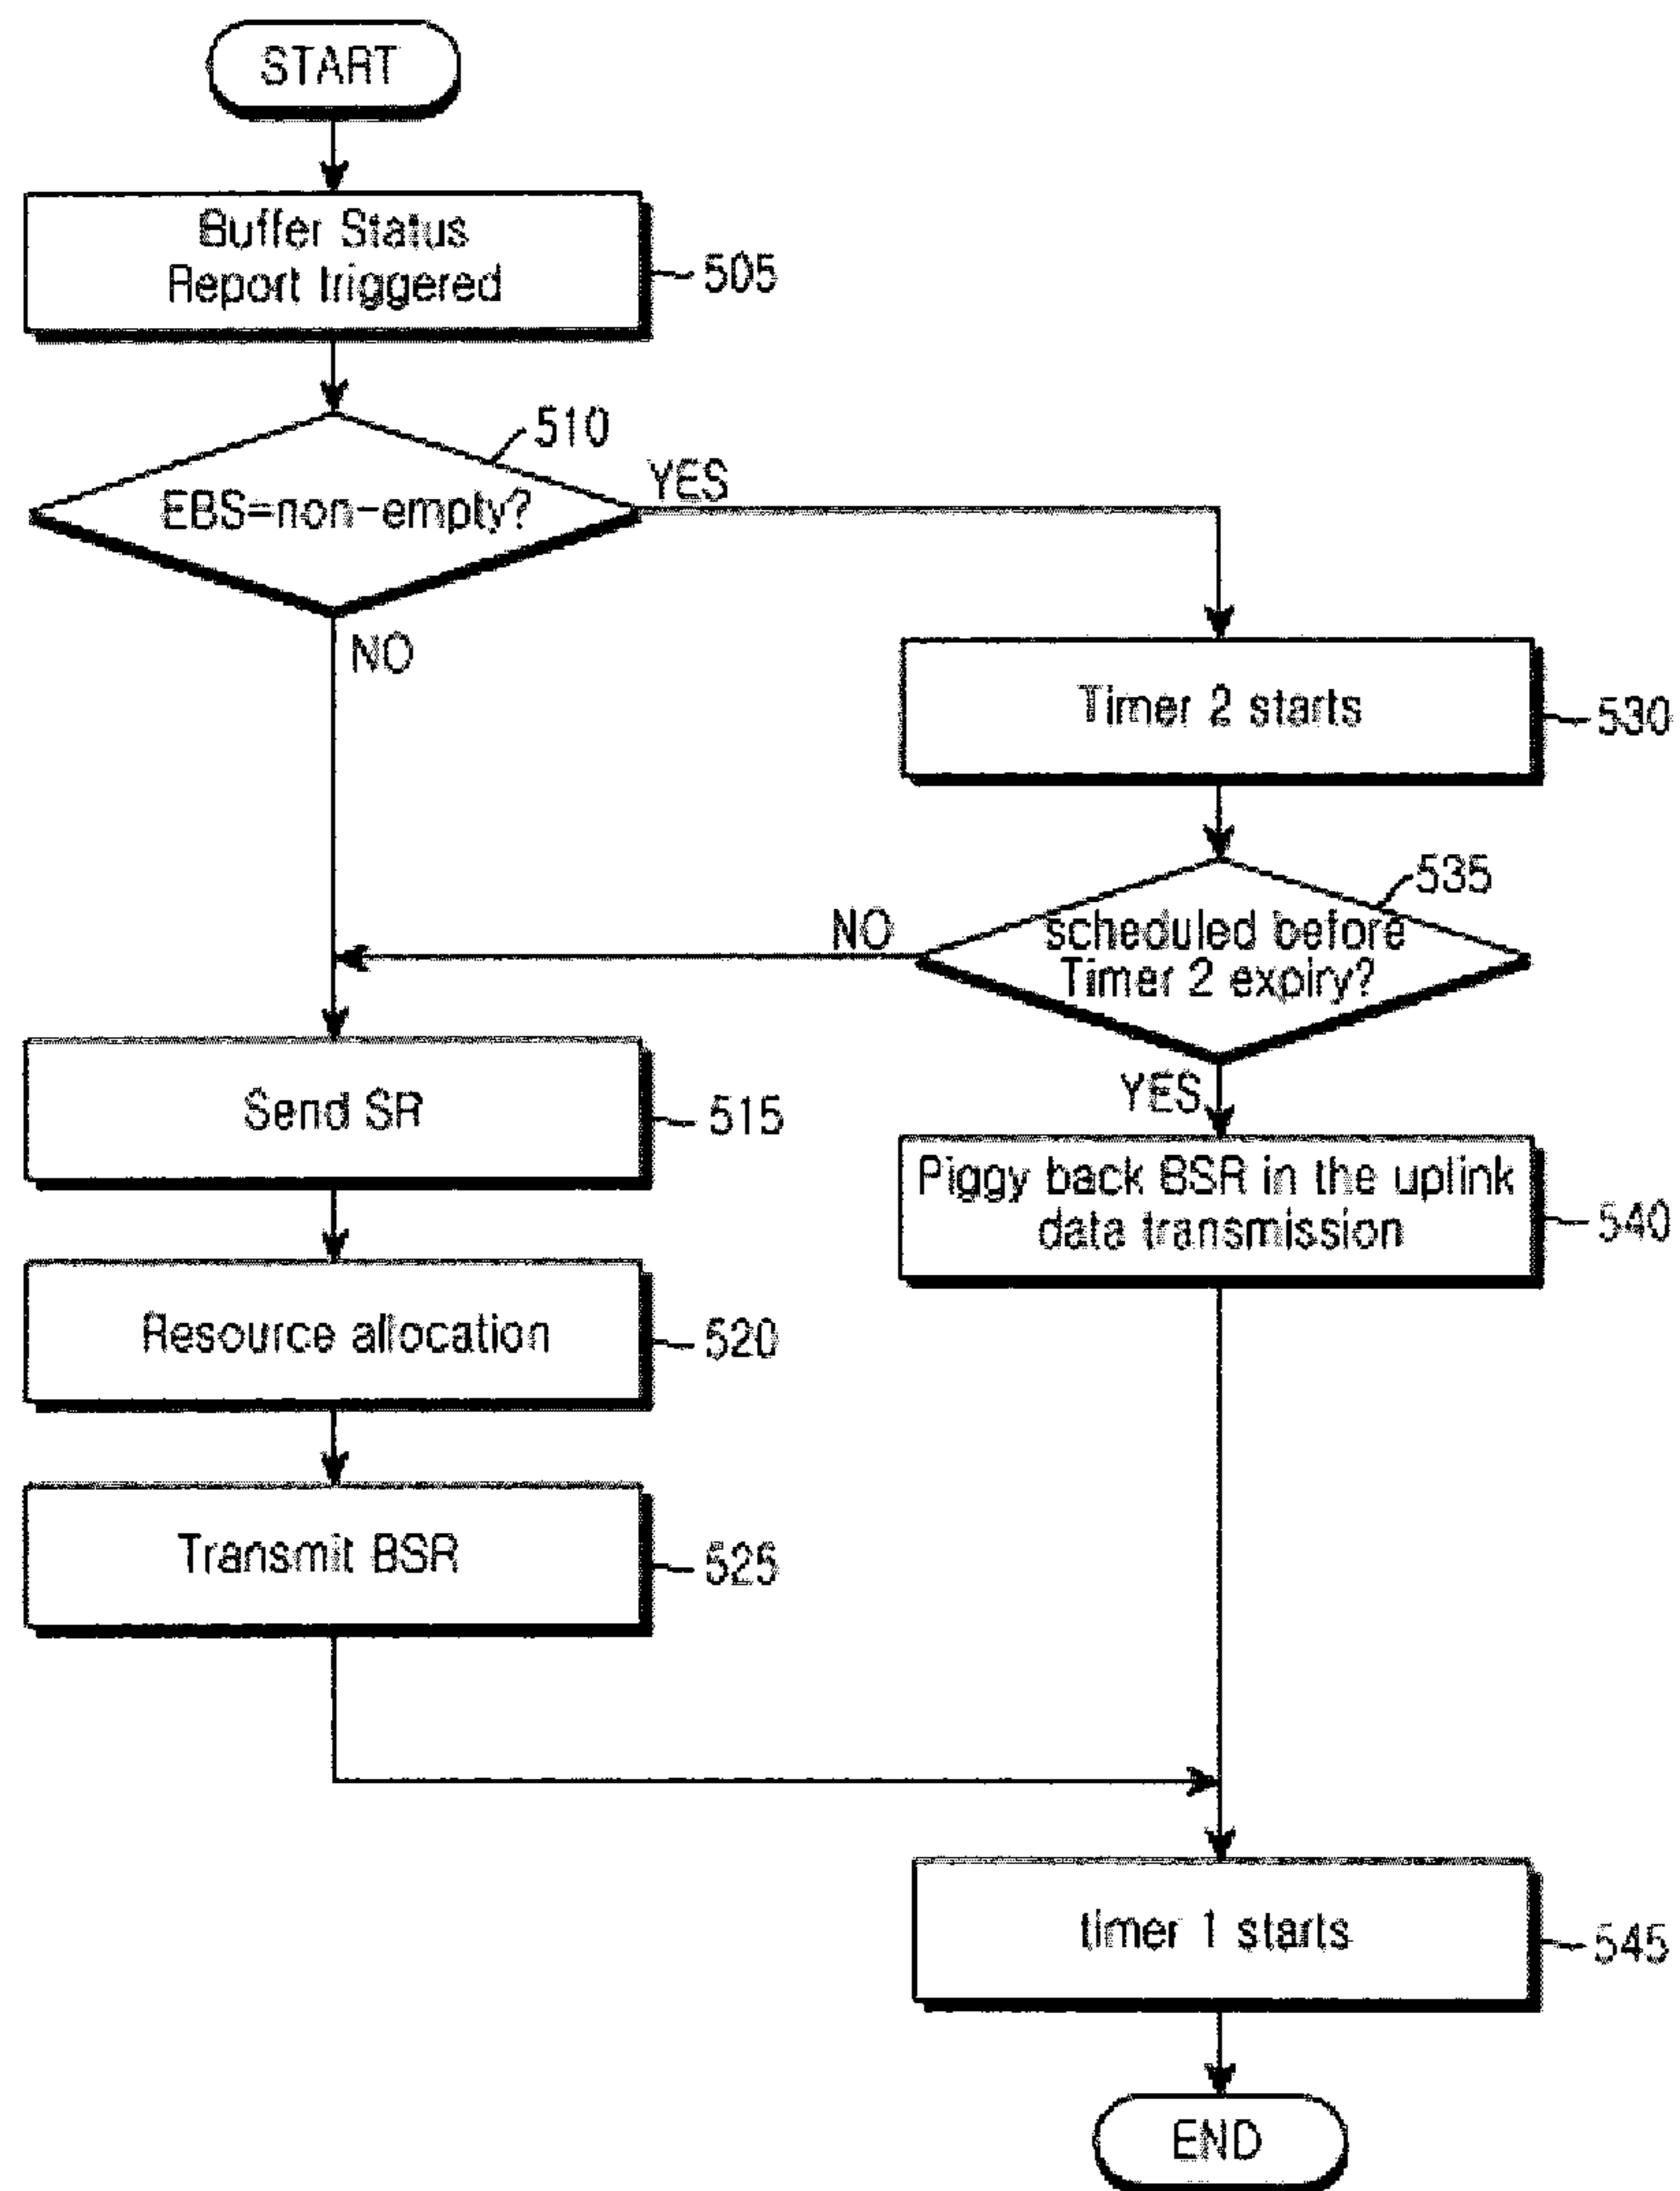 START
Buffer Status
Report triggered
505
510
EBS=non-empty?
YES
NO
Timer 2 starts
530
535
scheduled before
Timer 2 expiry?
NO
YES
Send SR
515
Piggy back BSR in the uplink
data transmission
540
Resource allocation
520
Transmit BSR
525
timer 1 starts
545
END